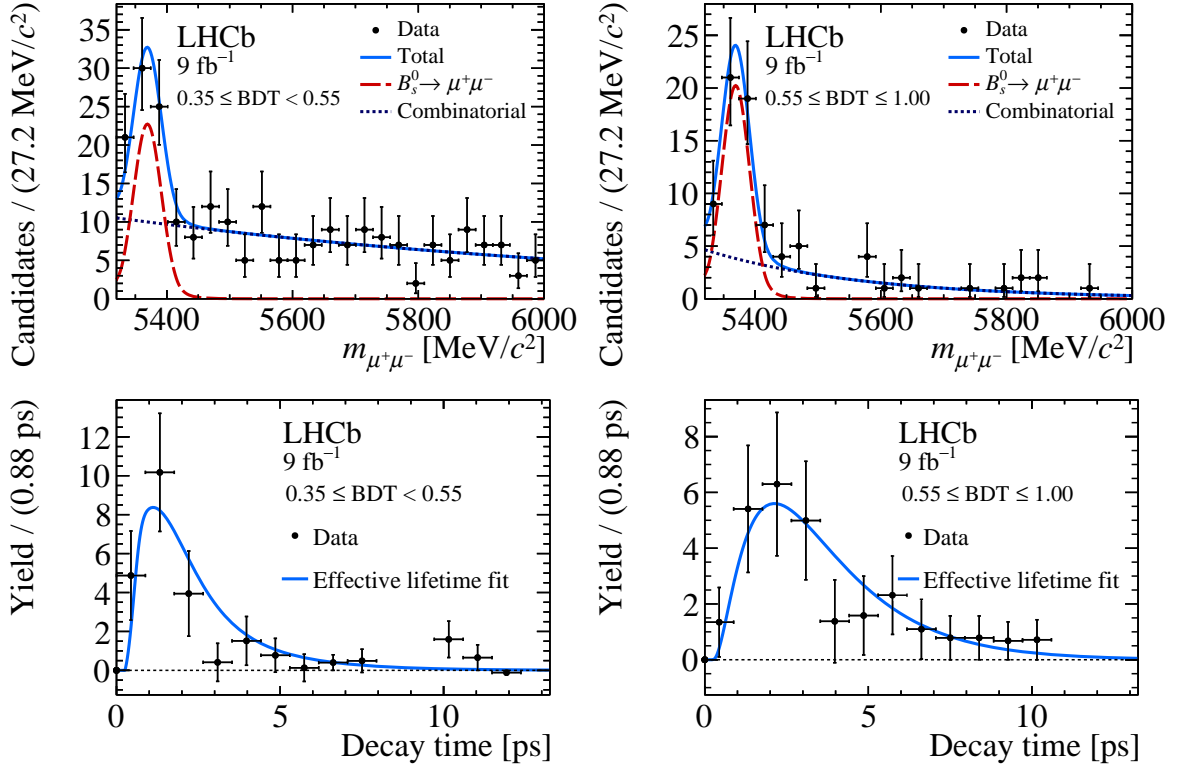 Candidates / (27.2 MeV/c²)
35
30
25
20
15
10
5
0
LHCb
9 fb⁻¹
0.35 ≤ BDT < 0.55
Data
Total
B⁰ₛ → μ⁺μ⁻
Combinatorial
5400 5600 5800 6000
m_μ⁺μ⁻ [MeV/c²]
Candidates / (27.2 MeV/c²)
25
20
15
10
5
0
LHCb
9 fb⁻¹
0.55 ≤ BDT ≤ 1.00
Data
Total
B⁰ₛ → μ⁺μ⁻
Combinatorial
5400 5600 5800 6000
m_μ⁺μ⁻ [MeV/c²]
Yield / (0.88 ps)
12
10
8
6
4
2
0
LHCb
9 fb⁻¹
0.35 ≤ BDT < 0.55
Data
Effective lifetime fit
0 5 10
Decay time [ps]
Yield / (0.88 ps)
8
6
4
2
0
LHCb
9 fb⁻¹
0.55 ≤ BDT ≤ 1.00
Data
Effective lifetime fit
0 5 10
Decay time [ps]